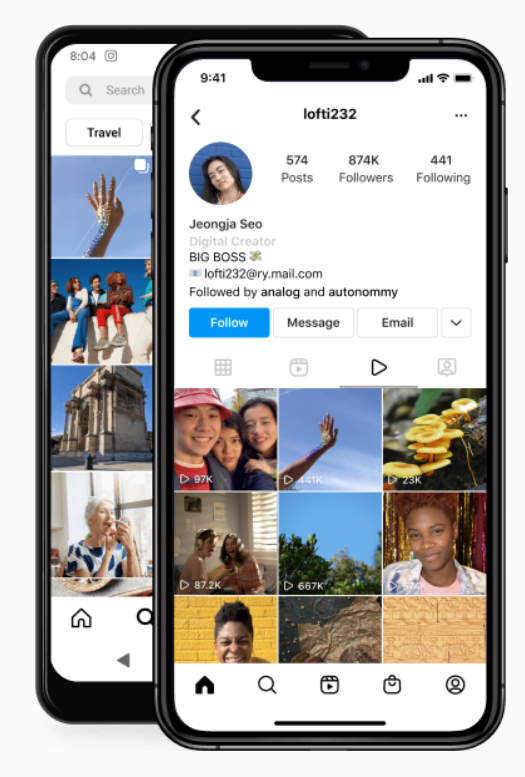 8:04
Search
Travel
9:41
lofti232
574 874K 441
Posts Followers Following
Jeongja Seo
Digital Creator
BIG BOSS 💸
📧 lofti232@ry.mail.com
Followed by analog and autonommy
Follow Message Email
97K 441K 23K
87.2K 667K